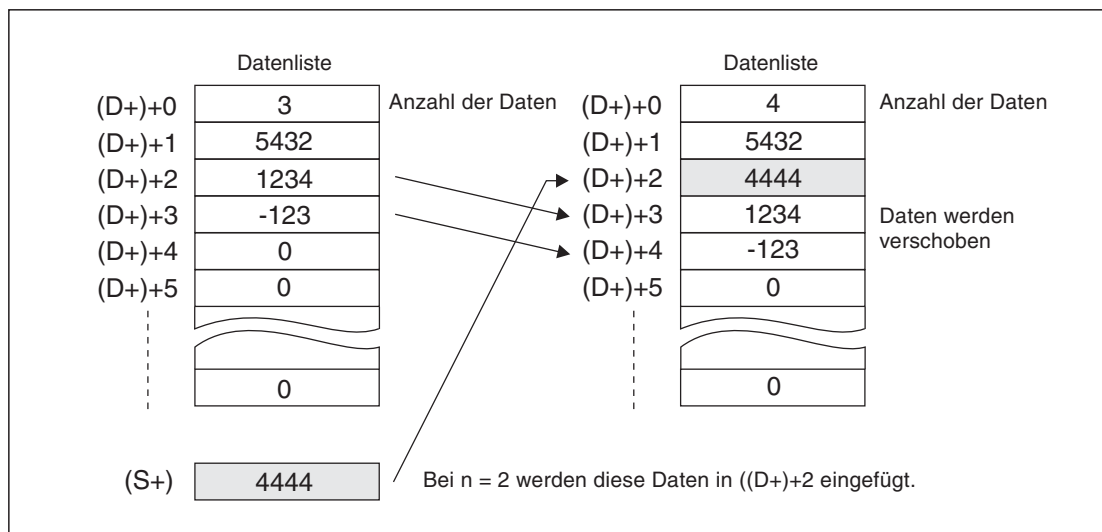 Datenliste Datenliste
(D+)+0 3 Anzahl der Daten (D+)+0 4 Anzahl der Daten
(D+)+1 5432 (D+)+1 5432
(D+)+2 1234 (D+)+2 4444
(D+)+3 -123 (D+)+3 1234 Daten werden
verschoben
(D+)+4 0 (D+)+4 -123
(D+)+5 0 (D+)+5 0
0 0
(S+) 4444 Bei n = 2 werden diese Daten in ((D+)+2 eingefügt.